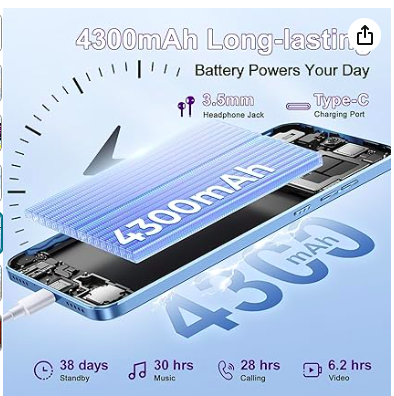 4300mAh Long-lasting
Battery Powers Your Day
3.5mm
Headphone Jack
Type-C
Charging Port
4300mAh
4300
mAh
38 days
Standby
30 hrs
Music
28 hrs
Calling
6.2 hrs
Video